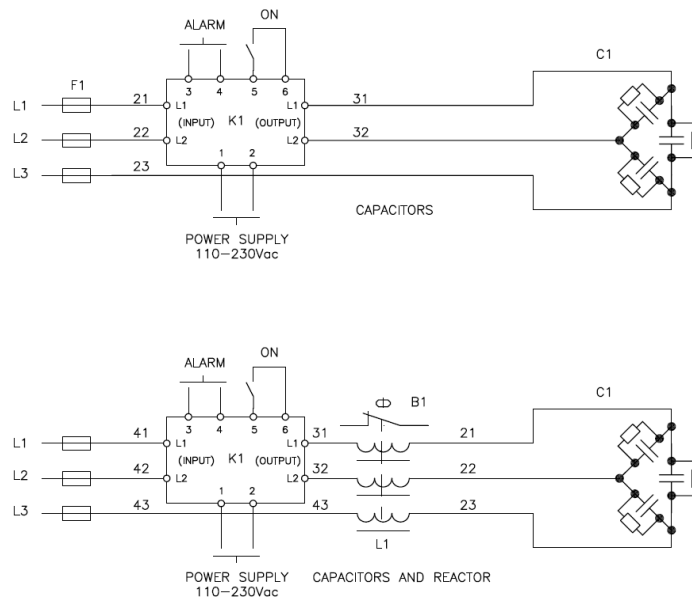 ON
ALARM
C1
F1
3 4 5 6
L1 21 L1 L1 31
(INPUT) K1 (OUTPUT)
L2 22 L2 L2 32
1 2
L3 23
CAPACITORS
POWER SUPPLY
110-230Vac
ON
ALARM
C1
B1
3 4 5 6
L1 41 L1 L1 31 21
(INPUT) K1 (OUTPUT)
L2 42 L2 L2 32 22
1 2
L3 43 43 23
L1
POWER SUPPLY CAPACITORS AND REACTOR
110-230Vac